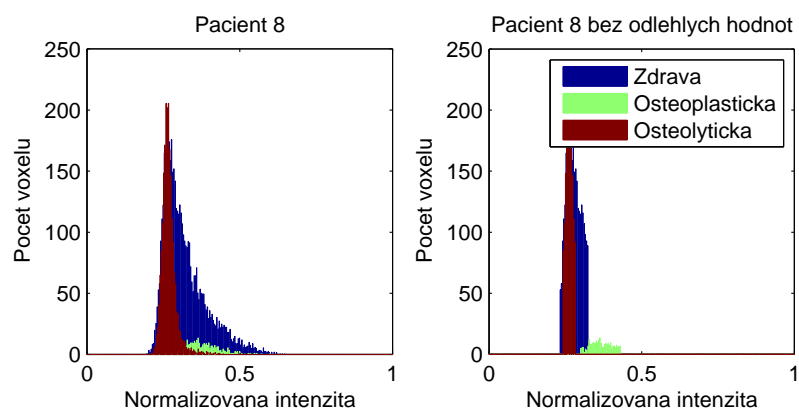 Pacient 8
250
200
150
100
50
0
Pocet voxelu
0
0.5
1
Normalizovana intenzita
Pacient 8 bez odlehlych hodnot
250
200
150
100
50
0
Pocet voxelu
0
0.5
1
Normalizovana intenzita
Zdrava
Osteoplasticka
Osteolyticka